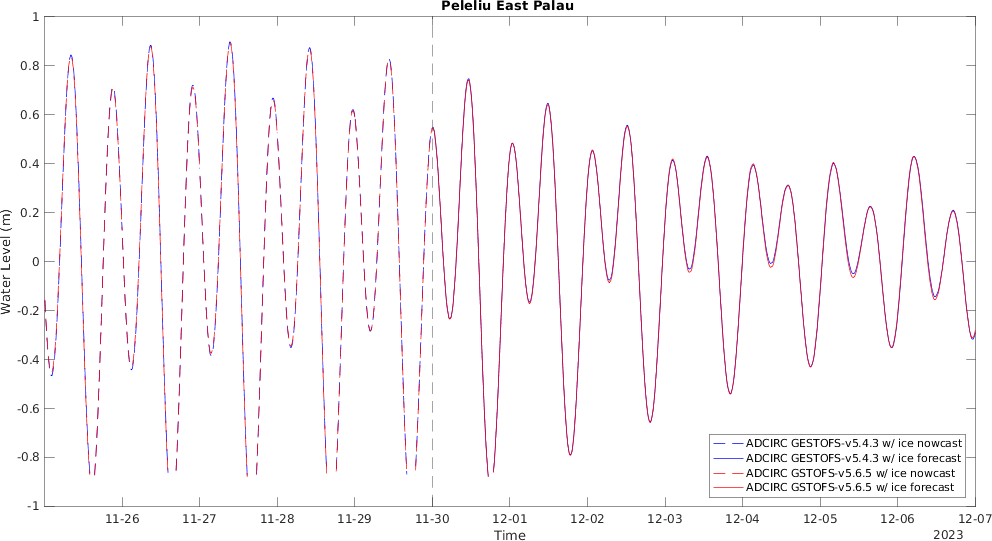 Peleliu East Palau
1
0.8
0.6
0.4
0.2
0
-0.2
-0.4
-0.6
-0.8
-1
Water Level (m)
ADCIRC GESTOFS-v5.4.3 w/ ice nowcast
ADCIRC GESTOFS-v5.4.3 w/ ice forecast
ADCIRC GSTOFS-v5.6.5 w/ ice nowcast
ADCIRC GSTOFS-v5.6.5 w/ ice forecast
11-26 11-27 11-28 11-29 11-30 12-01 12-02 12-03 12-04 12-05 12-06 12-07
Time
2023